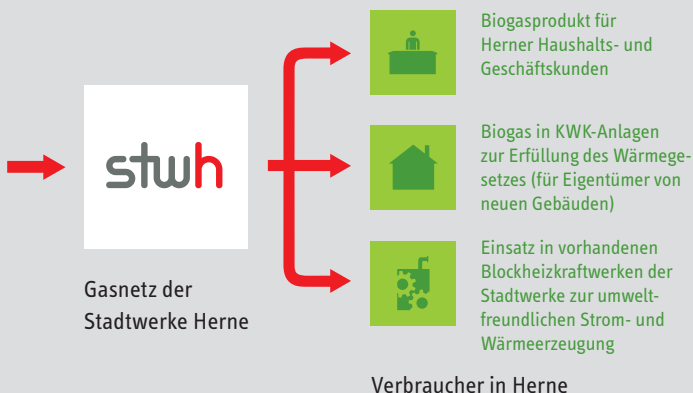 stwh
Gasnetz der
Stadtwerke Herne
Biogasprodukt für
Herner Haushalts- und
Geschäftskunden
Biogas in KWK-Anlagen
zur Erfüllung des Wärmege-
setzes (für Eigentümer von
neuen Gebäuden)
Einsatz in vorhandenen
Blockheizkraftwerken der
Stadtwerke zur umwelt-
freundlichen Strom- und
Wärmeerzeugung
Verbraucher in Herne